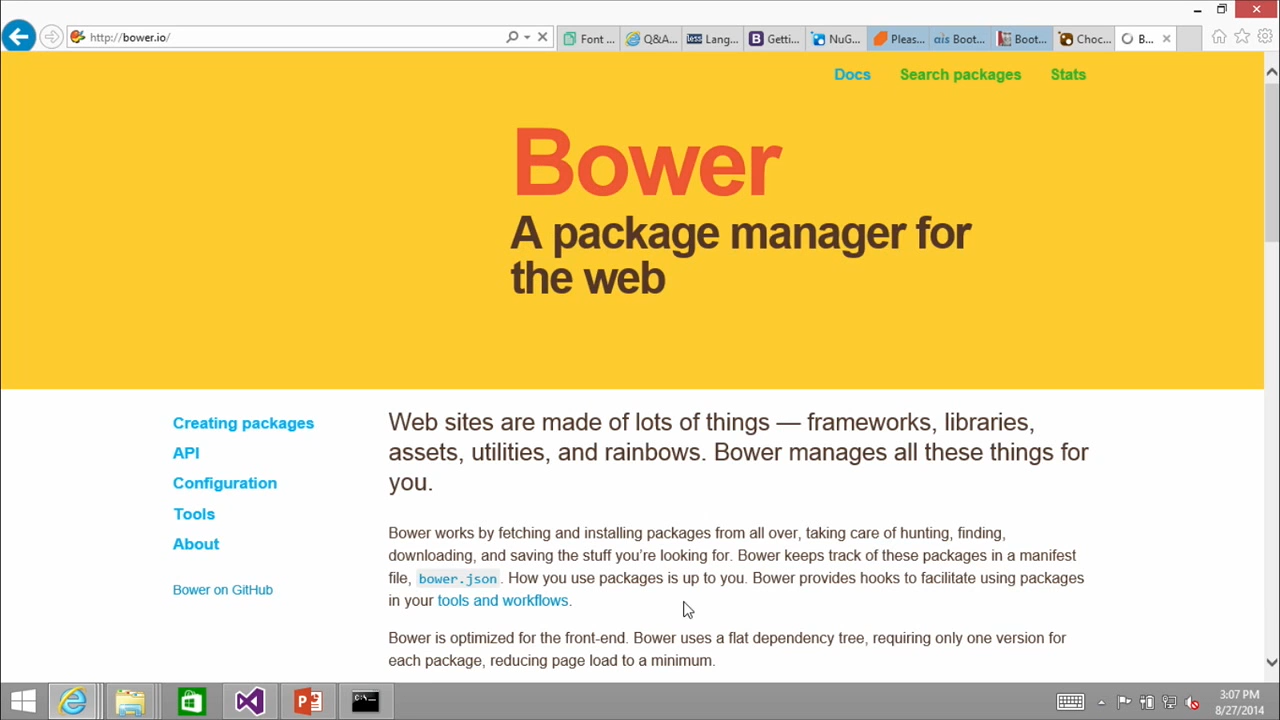 http://bower.io/
Font ...
Q&A...
Lang...
Getti...
NuG...
Pleas...
ais Boot...
Boot...
Choc...
B...
Docs
Search packages
Stats
Bower
A package manager for
the web
Creating packages
API
Configuration
Tools
About
Bower on GitHub
Web sites are made of lots of things — frameworks, libraries,
assets, utilities, and rainbows. Bower manages all these things for
you.
Bower works by fetching and installing packages from all over, taking care of hunting, finding,
downloading, and saving the stuff you’re looking for. Bower keeps track of these packages in a manifest
file, bower.json. How you use packages is up to you. Bower provides hooks to facilitate using packages
in your tools and workflows.
Bower is optimized for the front-end. Bower uses a flat dependency tree, requiring only one version for
each package, reducing page load to a minimum.
3:07 PM
8/27/2014